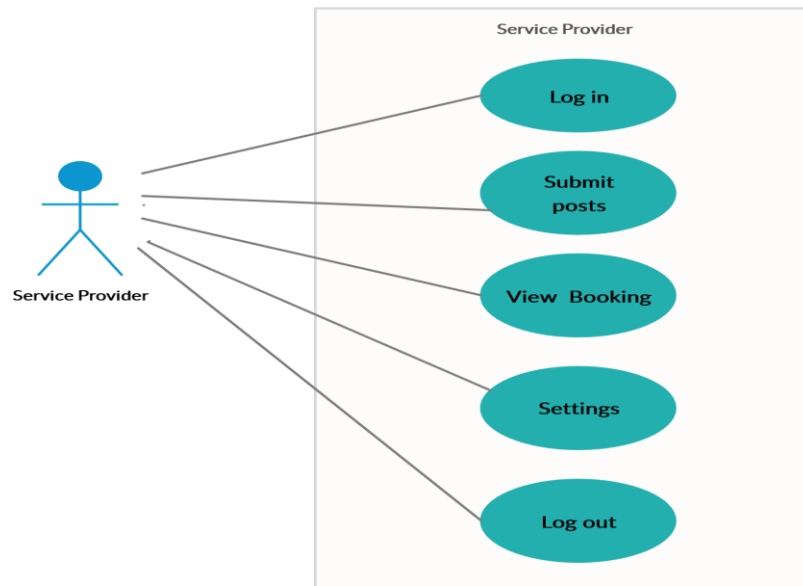 Service Provider
Log in
Submit
posts
Service Provider
View  Booking
Settings
Log out